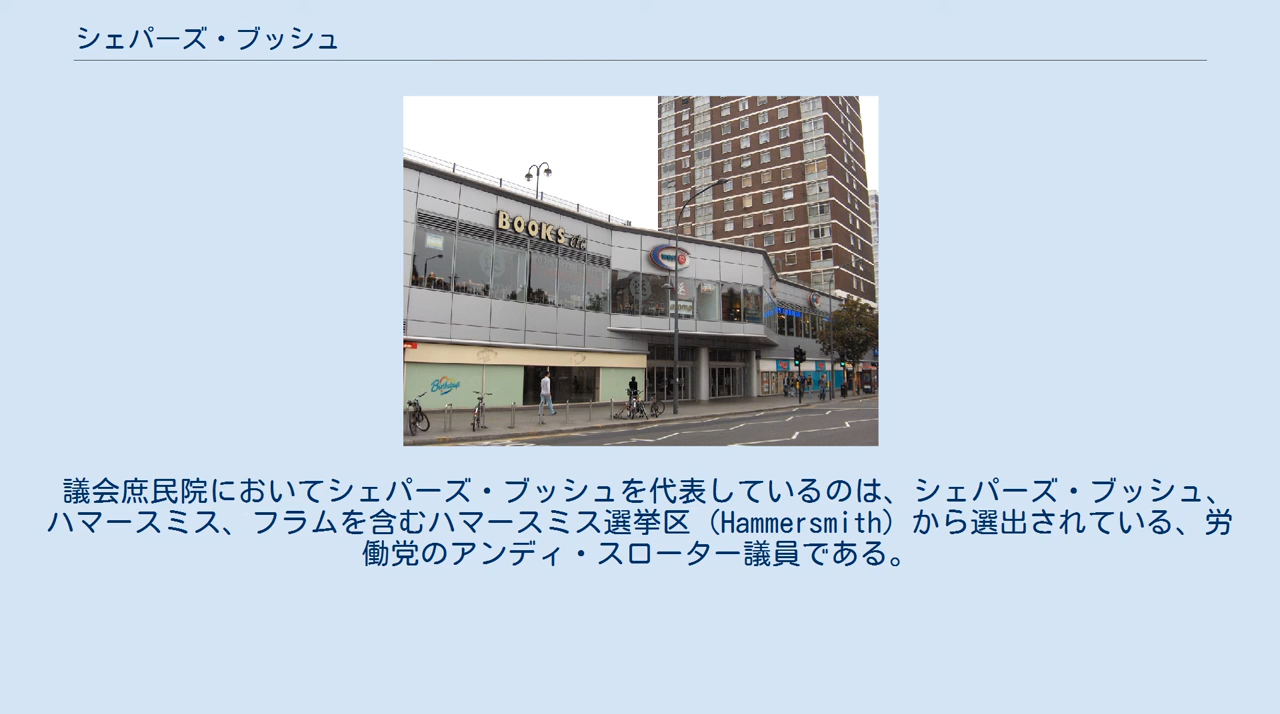 シェパーズ・ブッシュ
BOOKS etc.
議会庶民院においてシェパーズ・ブッシュを代表しているのは、シェパーズ・ブッシュ、
ハマースミス、フラムを含むハマースミス選挙区（Hammersmith）から選出されている、労
働党のアンディ・スローター議員である。